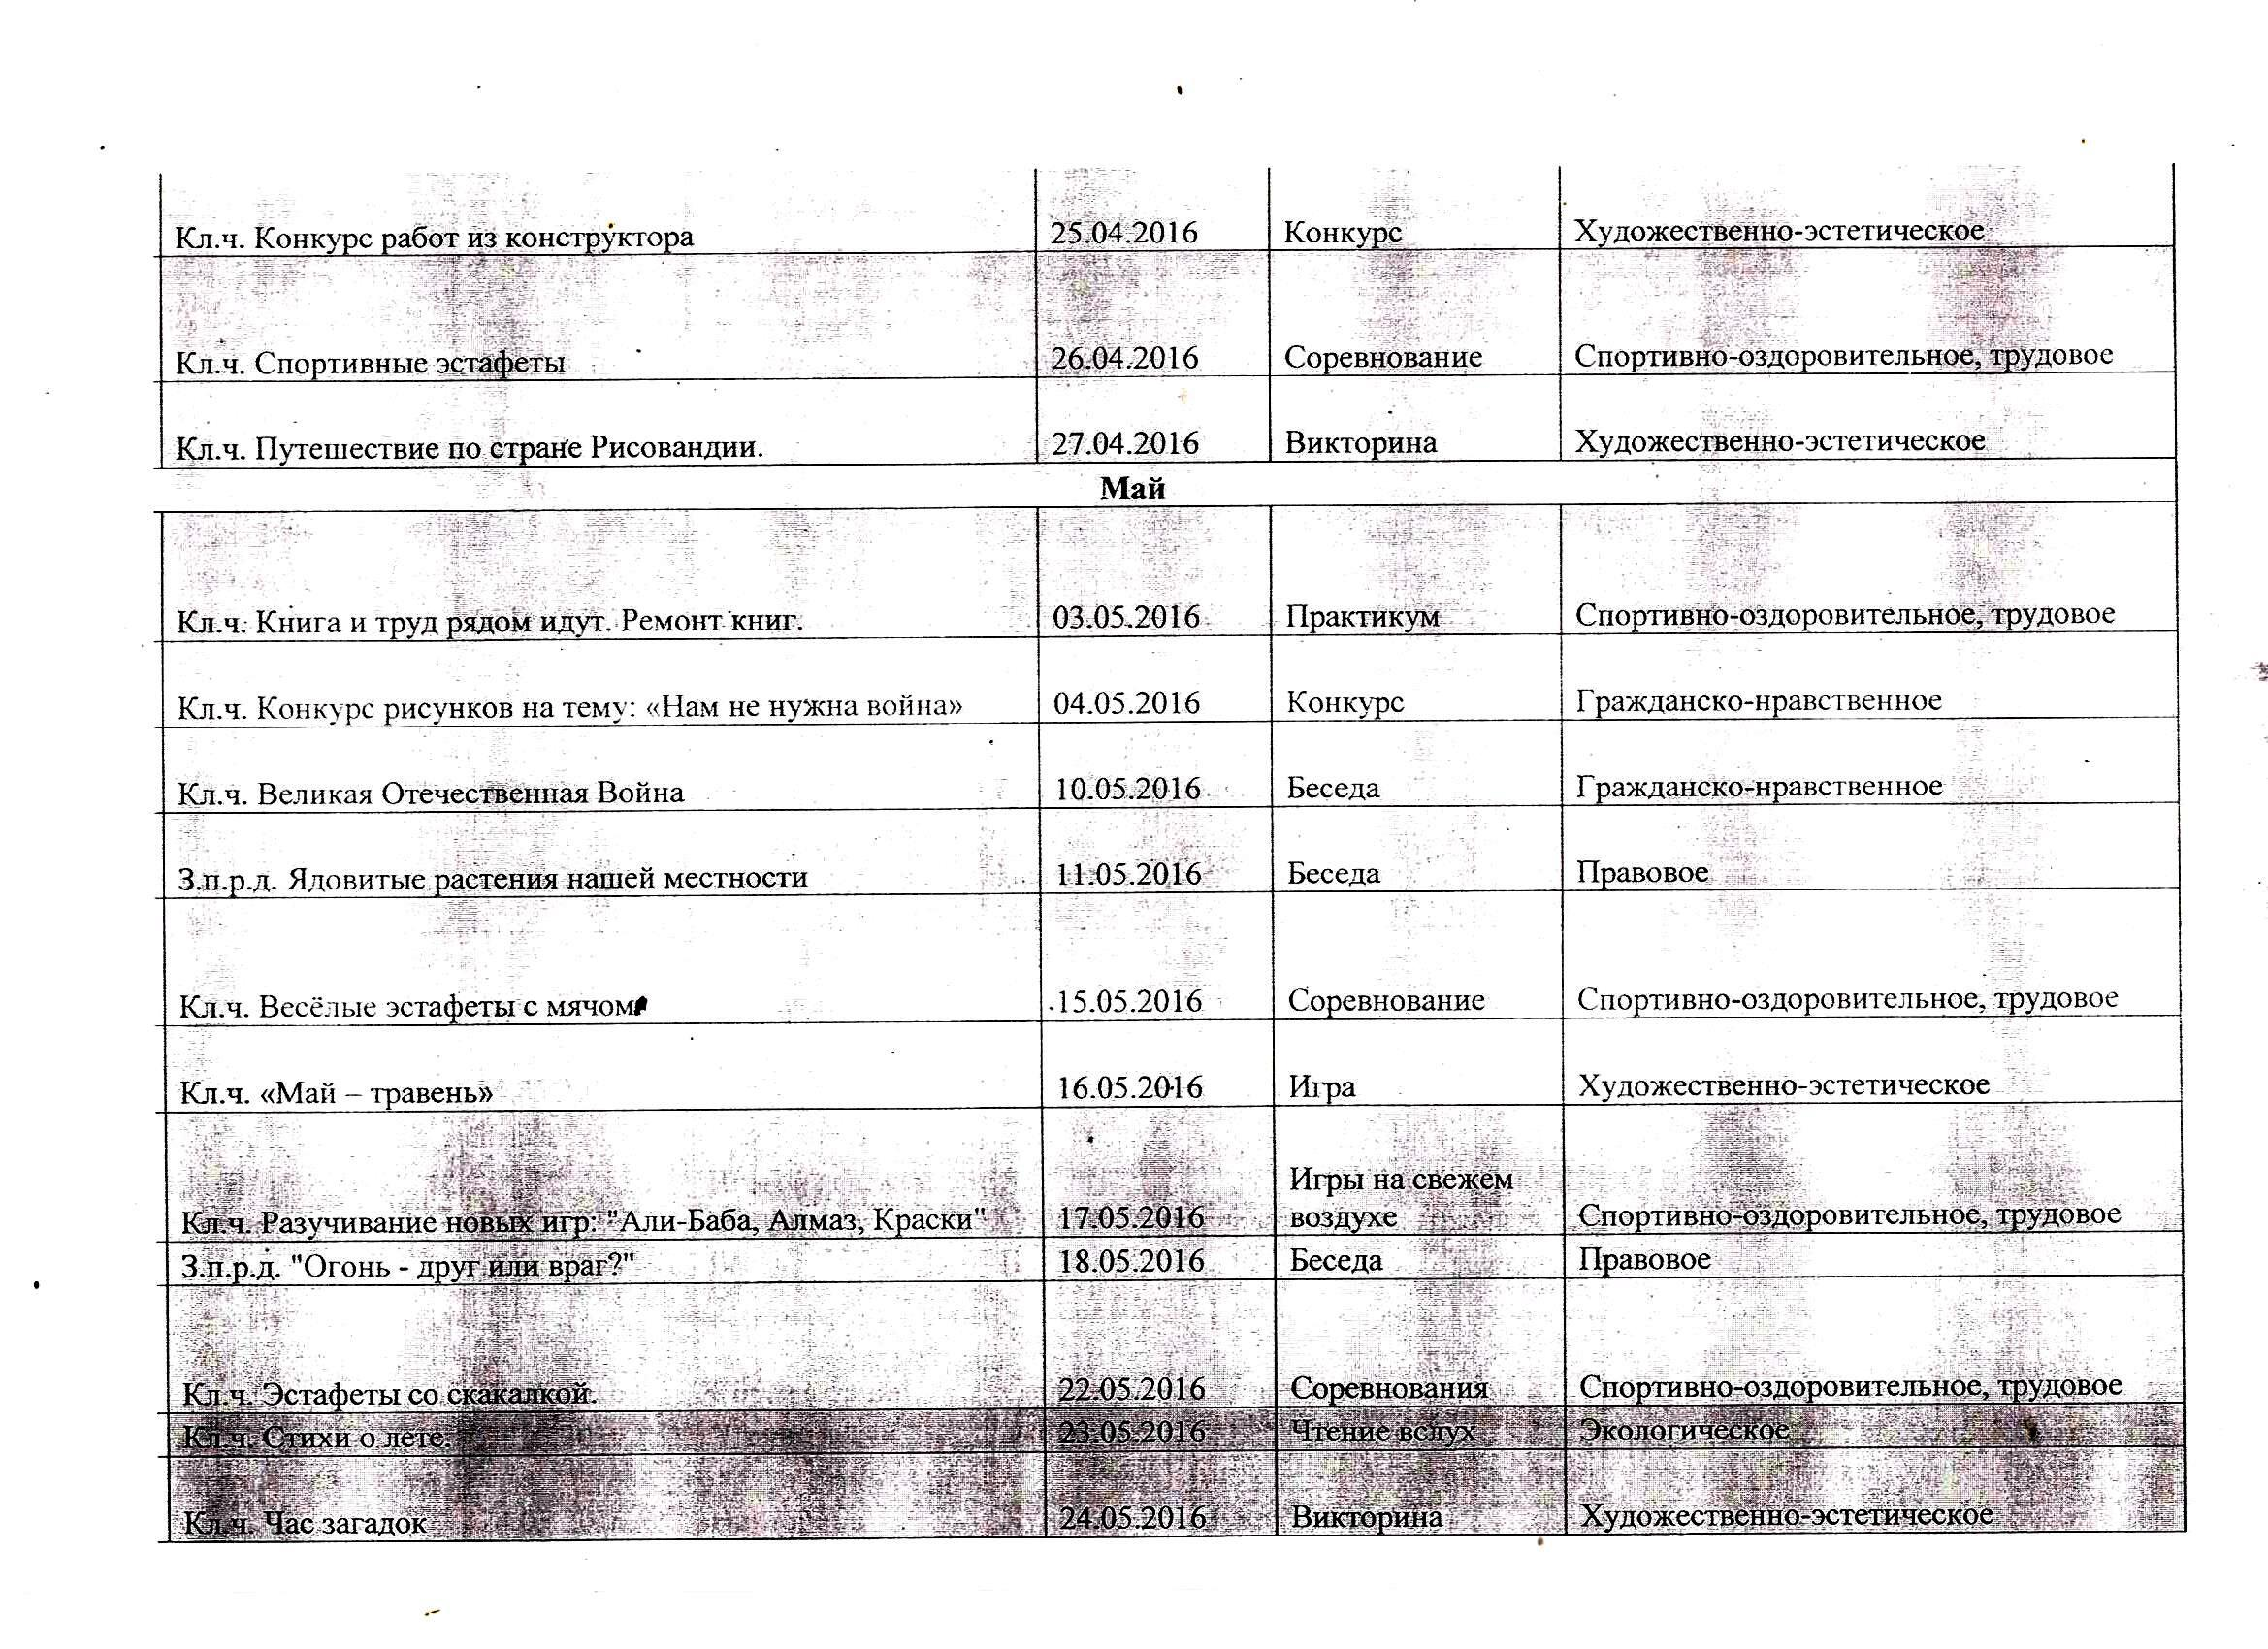 Кл.ч. Конкурс работ из конструктора 25.04.2016 Конкурс Художественно-эстетическое
Кл.ч. Спортивные эстафеты 26.04.2016 Соревнование Спортивно-оздоровительное, трудовое
Кл.ч. Путешествие по стране Рисовандии. 27.04.2016 Викторина Художественно-эстетическое
Май
Кл.ч. Книга и труд рядом идут. Ремонт книг. 03.05.2016 Практикум Спортивно-оздоровительное, трудовое
Кл.ч. Конкурс рисунков на тему: «Нам не нужна война» 04.05.2016 Конкурс Гражданско-нравственное
Кл.ч. Великая Отечественная Война 10.05.2016 Беседа Гражданско-нравственное
З.п.р.д. Ядовитые растения нашей местности 11.05.2016 Беседа Правовое
Кл.ч. Весёлые эстафеты с мячом 15.05.2016 Соревнование Спортивно-оздоровительное, трудовое
Кл.ч. «Май – травень» 16.05.2016 Игра Художественно-эстетическое
Игры на свежем
Кл.ч. Разучивание новых игр: "Али-Баба, Алмаз, Краски" 17.05.2016 воздухе Спортивно-оздоровительное, трудовое
З.п.р.д. "Огонь - друг или враг?" 18.05.2016 Беседа Правовое
Кл.ч. Эстафеты со скакалкой. 22.05.2016 Соревнования Спортивно-оздоровительное, трудовое
Кл.ч. Стихи о лете. 23.05.2016 Чтение вслух Экологическое
Кл.ч. Час загадок 24.05.2016 Викторина Художественно-эстетическое